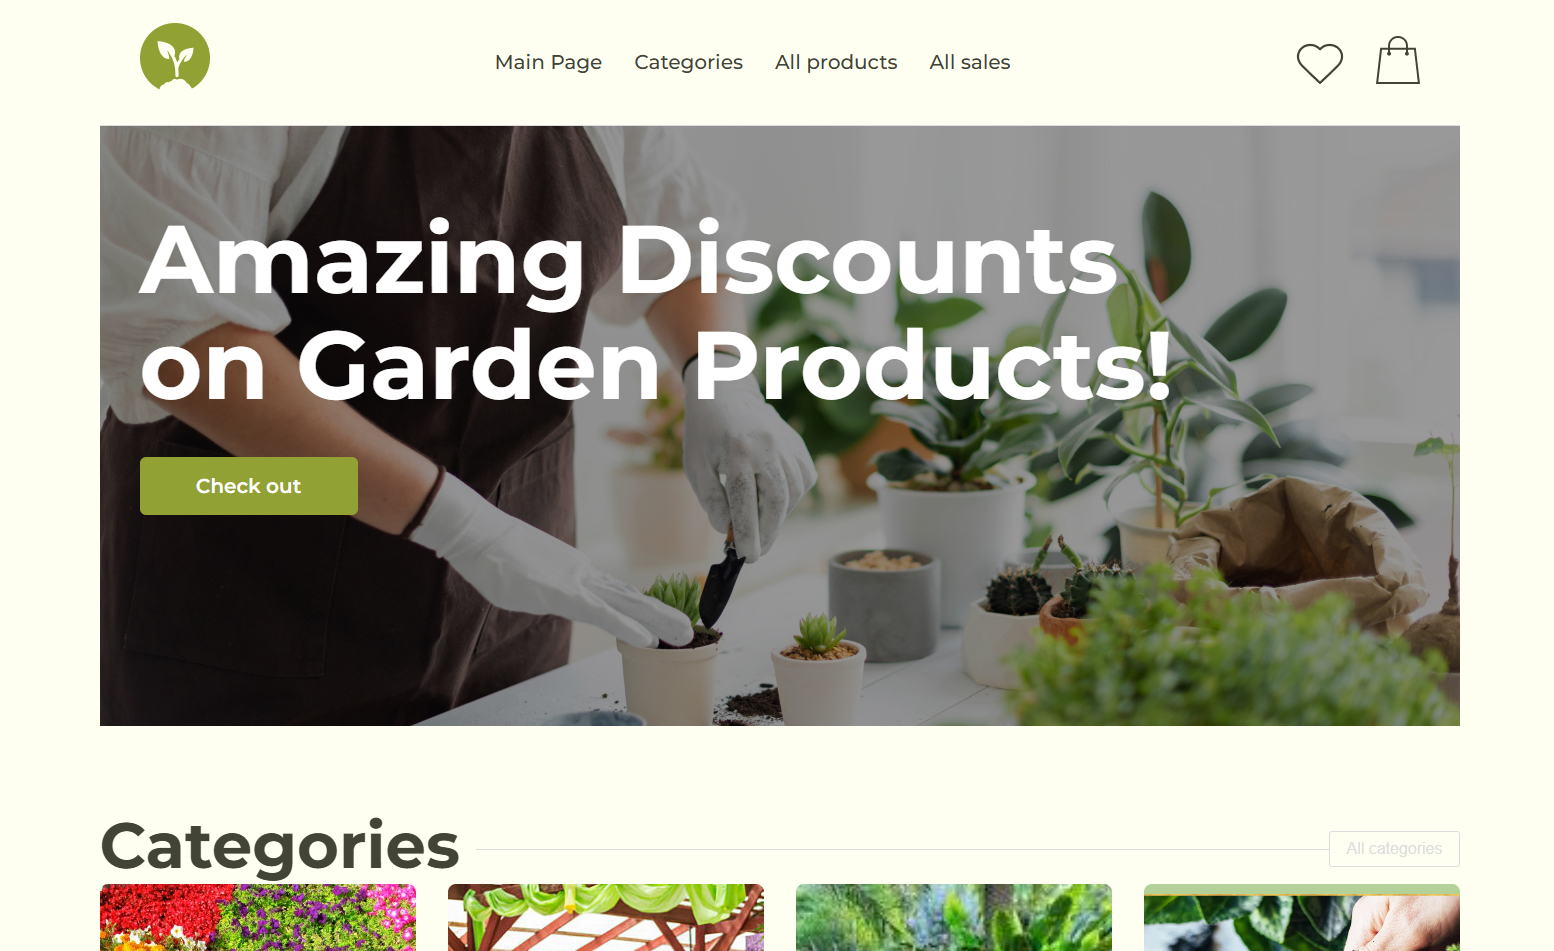 Main Page Categories All products All sales
Amazing Discounts
on Garden Products!
Check out
Categories
All categories